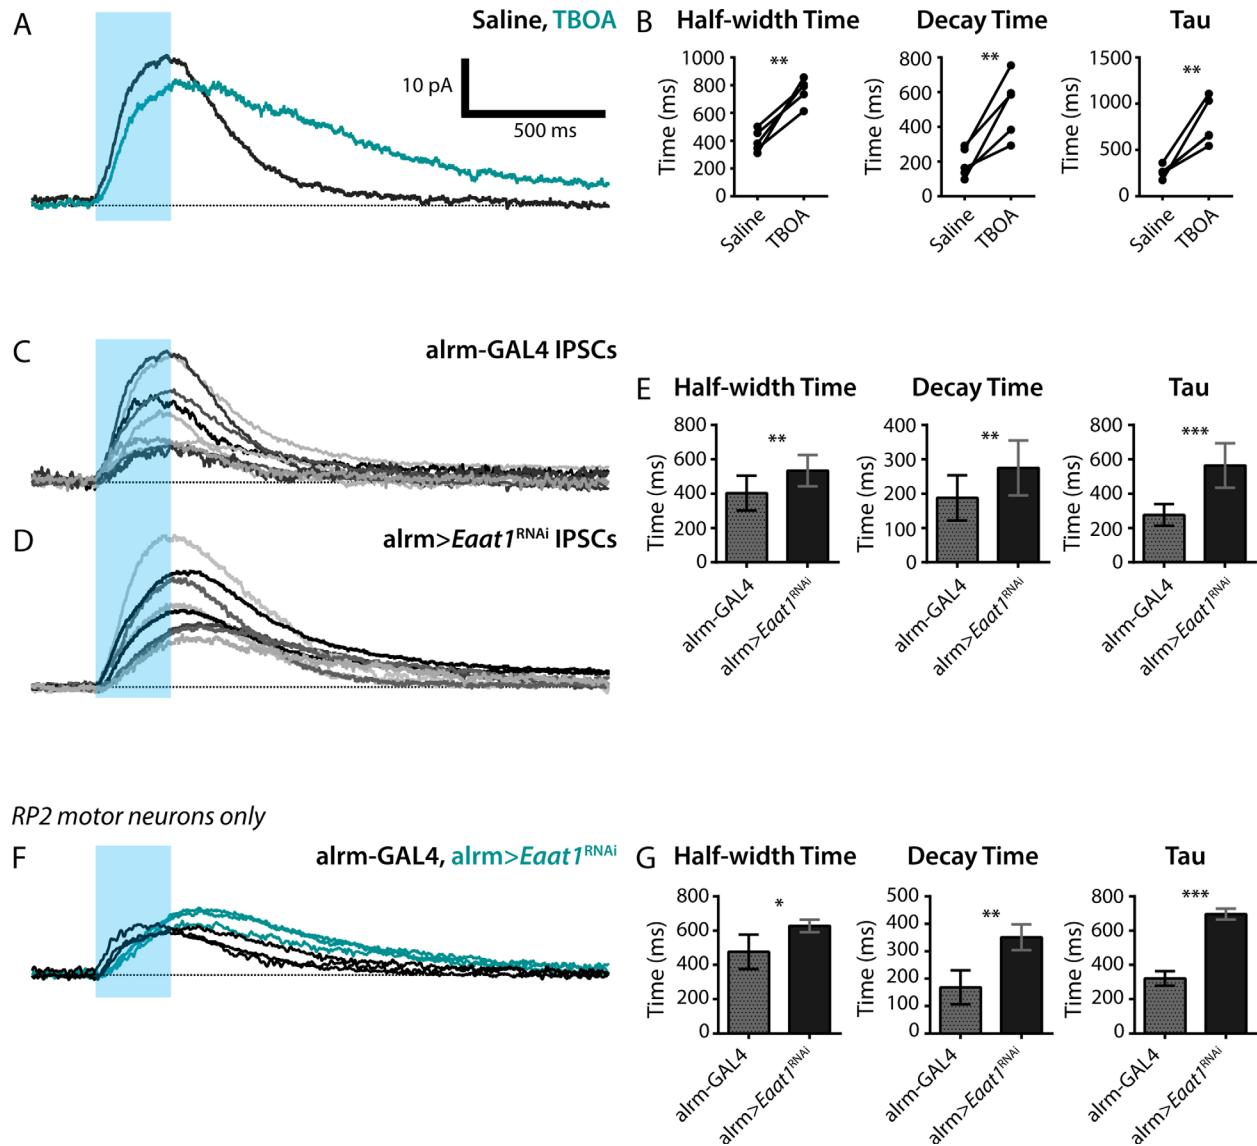 A
Saline, TBOA
10 pA
500 ms
B
Half-width Time
Decay Time
Tau
Time (ms)
1000
800
600
400
200
0
**
Saline
TBOA
Time (ms)
800
600
400
200
0
**
Saline
TBOA
Time (ms)
1500
1000
500
0
**
Saline
TBOA
C
alrm-GAL4 IPSCs
D
alrm>Eaat1RNAi IPSCs
E
Half-width Time
Decay Time
Tau
Time (ms)
800
600
400
200
0
**
alrm-GAL4
alrm>Eaat1RNAi
Time (ms)
400
300
200
100
0
**
alrm-GAL4
alrm>Eaat1RNAi
Time (ms)
800
600
400
200
0
***
alrm-GAL4
alrm>Eaat1RNAi
RP2 motor neurons only
F
alrm-GAL4, alrm>Eaat1RNAi
G
Half-width Time
Decay Time
Tau
Time (ms)
800
600
400
200
0
*
alrm-GAL4
alrm>Eaat1RNAi
Time (ms)
500
400
300
200
100
0
**
alrm-GAL4
alrm>Eaat1RNAi
Time (ms)
800
600
400
200
0
***
alrm-GAL4
alrm>Eaat1RNAi